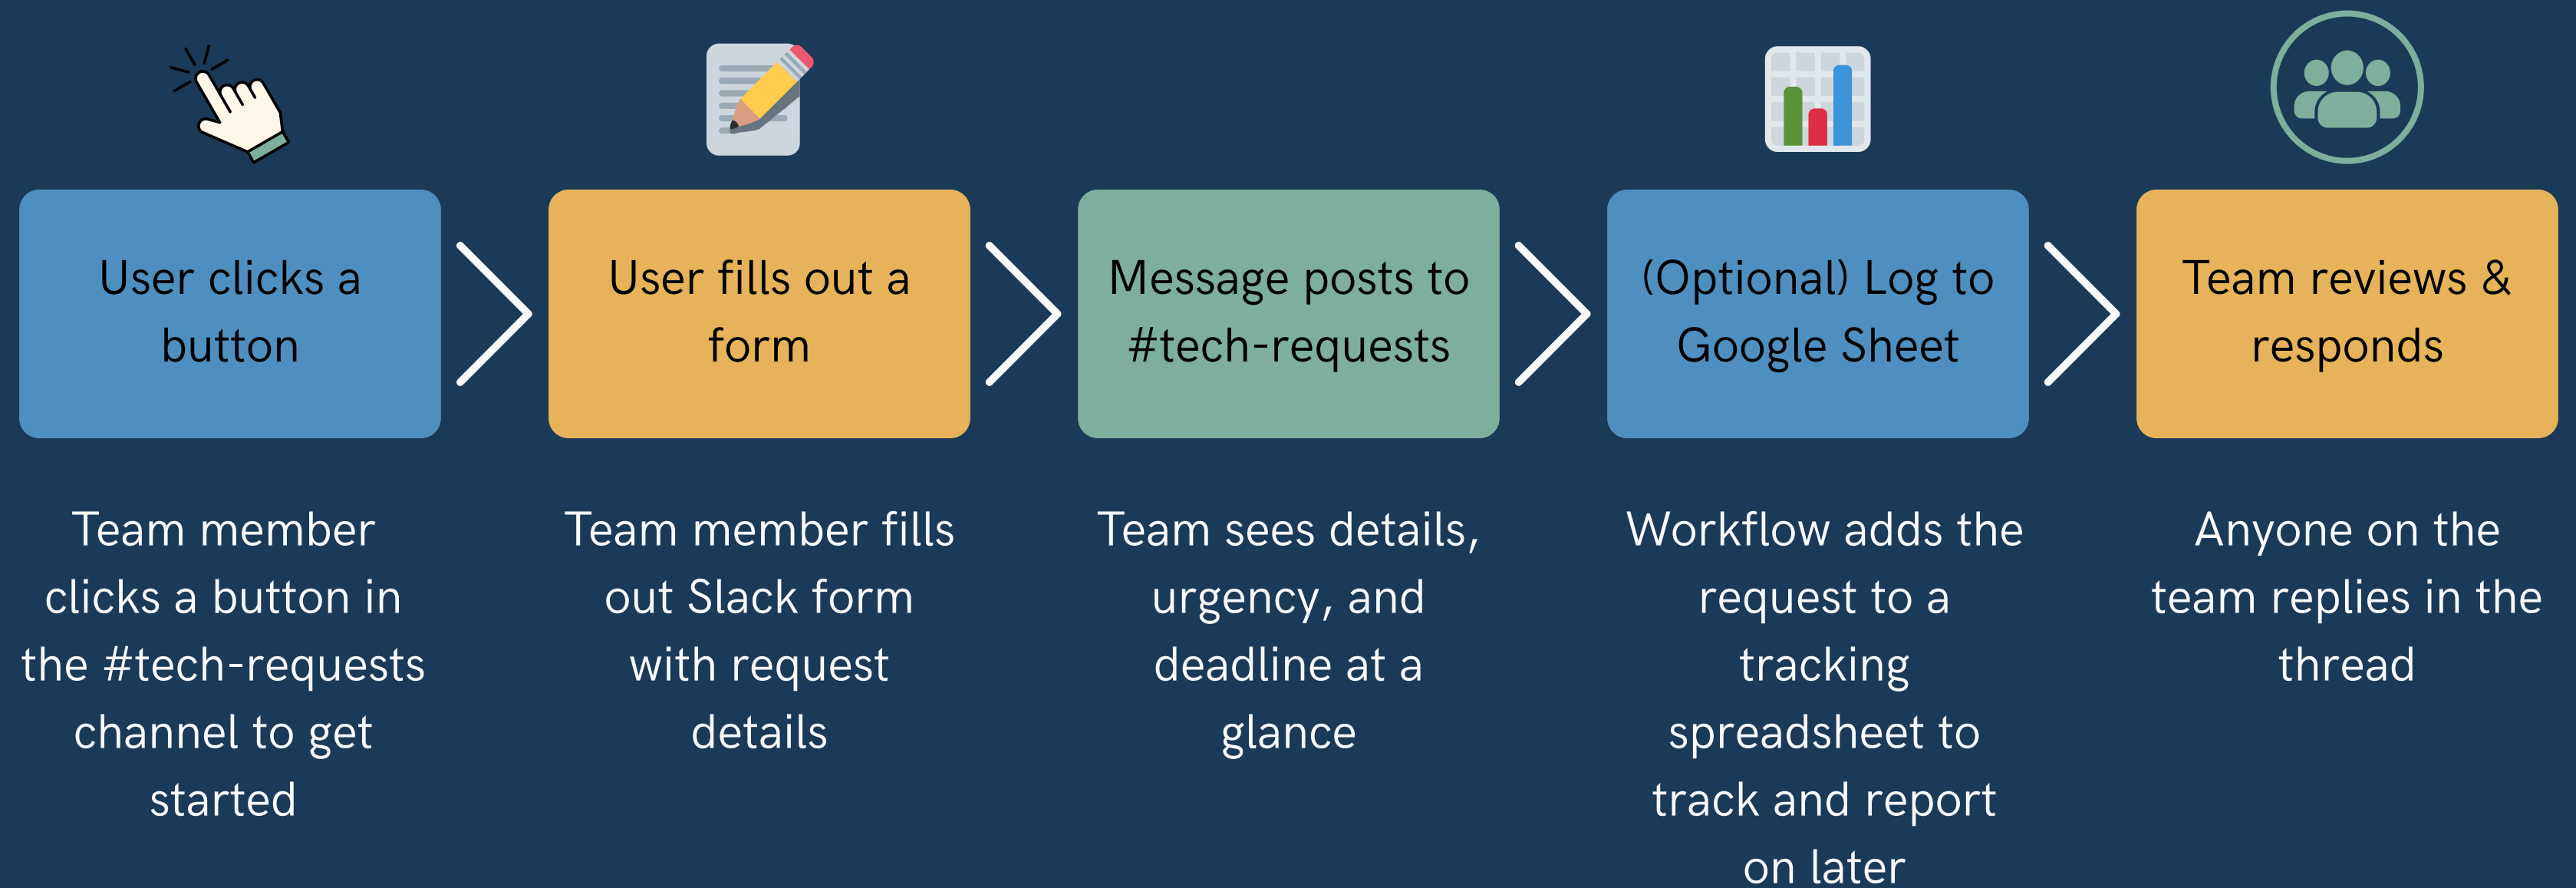 User clicks a
button
User fills out a
form
Message posts to
#tech-requests
(Optional) Log to
Google Sheet
Team reviews &
responds
Team member
clicks a button in
the #tech-requests
channel to get
started
Team member fills
out Slack form
with request
details
Team sees details,
urgency, and
deadline at a
glance
Workflow adds the
request to a
tracking
spreadsheet to
track and report
on later
Anyone on the
team replies in the
thread